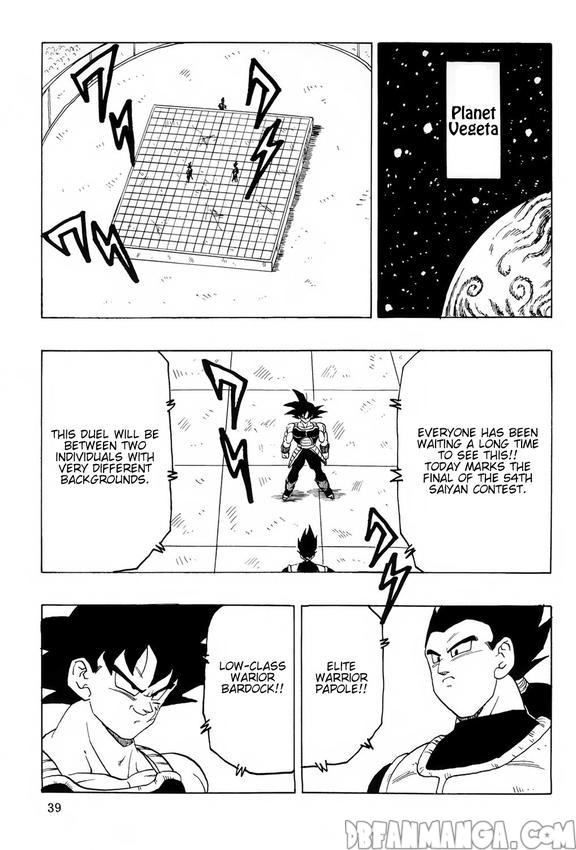 Planet
Vegeta
EVERYONE HAS BEEN
WAITING A LONG TIME
TO SEE THIS!!
TODAY MARKS THE
FINAL OF THE 54TH
SAIYAN CONTEST.
THIS DUEL WILL BE
BETWEEN TWO
INDIVIDUALS WITH
VERY DIFFERENT
BACKGROUNDS.
ELITE
WARRIOR
PAPOLE!!
LOW-CLASS
WARIOR
BARDOCK!!
39
DBFANMANGA.COM